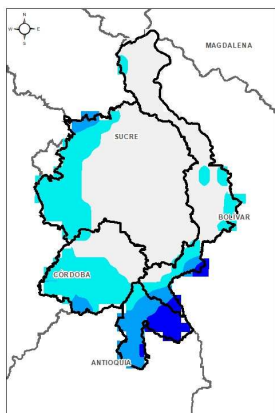 N
W E
S
MAGDALENA
SUCRE
BOLIVAR
CORDOBA
ANTIOQUIA